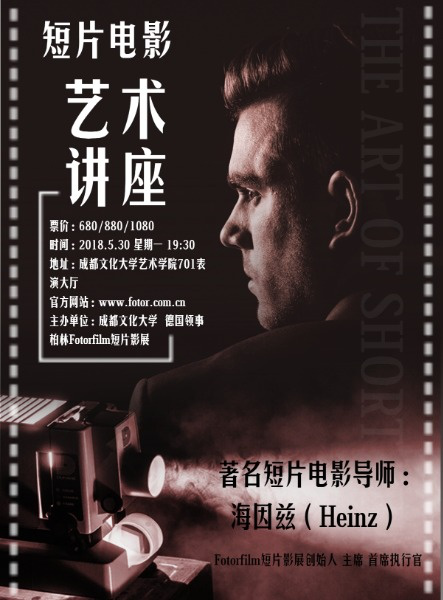 短片电影
艺术
讲座
THE ART OF SHORT
票价：680/880/1080
时间：2018.5.30 星期一 19:30
地址：成都文化大学艺术学院701表
演大厅
官方网站：www.fotor.com.cn
主办单位：成都文化大学 德国领事
柏林Fotorfilm短片影展
著名短片电影导师：
海因兹（Heinz）
Fotorfilm短片影展创始人 主席 首席执行官